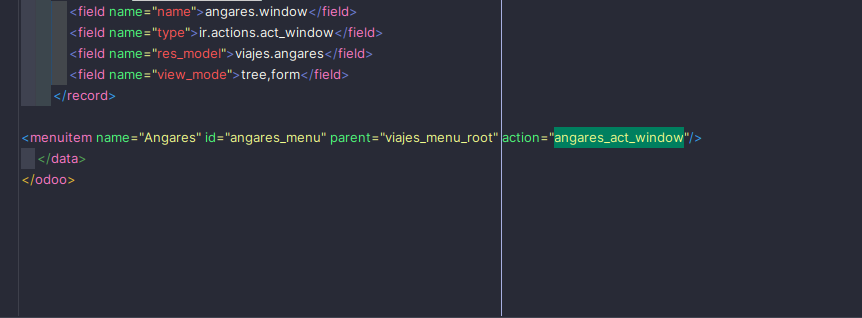 <field name="name">angares.window</field>
<field name="type">ir.actions.act_window</field>
<field name="res_model">viajes.angares</field>
<field name="view_mode">tree,form</field>
</record>
<menuitem name="Angares" id="angares_menu" parent="viajes_menu_root" action="angares_act_window"/>
</data>
</odoo>